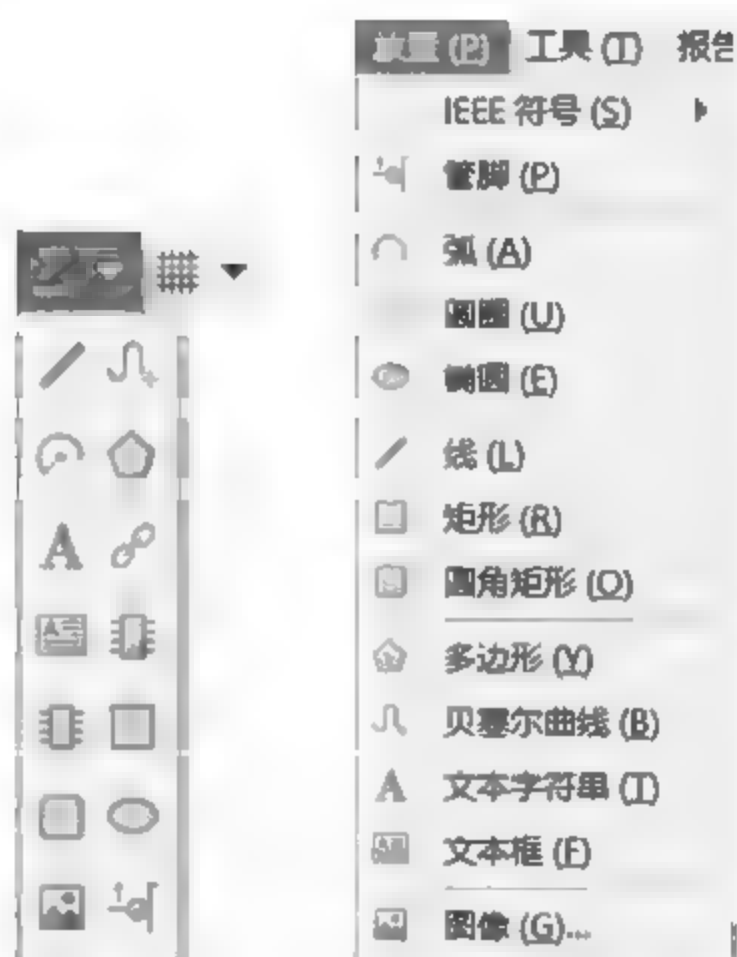 放置 (P) 工具 (T) 报告
IEEE 符号 (S)
管脚 (P)
弧 (A)
圆圈 (U)
椭圆 (E)
线 (L)
矩形 (R)
圆角矩形 (O)
多边形 (Y)
贝塞尔曲线 (B)
文本字符串 (T)
文本框 (F)
图像 (G)...